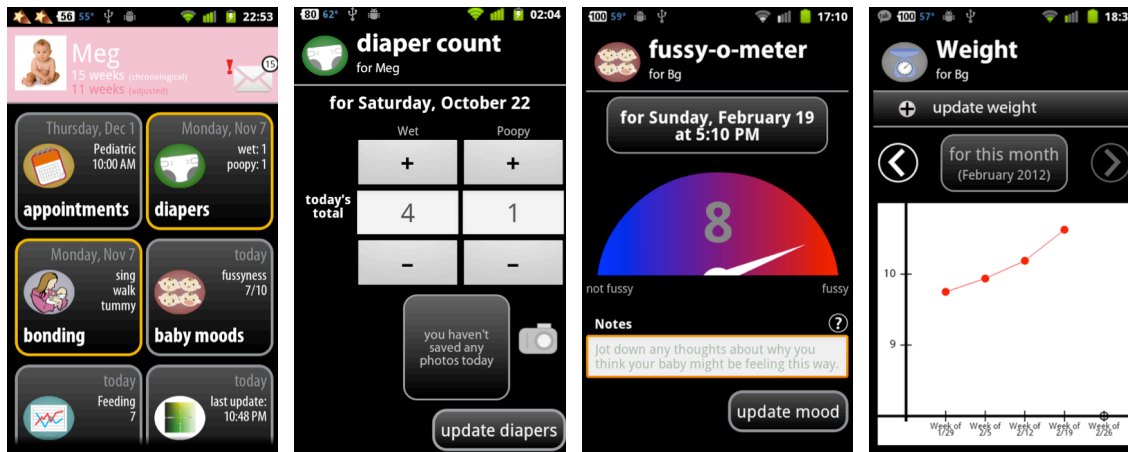 56 55° 22:53
Meg
15 weeks (chronological)
11 weeks (adjusted)
! 15
Thursday, Dec 1
Pediatric
10:00 AM
appointments
Monday, Nov 7
wet: 1
poopy: 1
diapers
Monday, Nov 7
sing
walk
tummy
bonding
today
fussyness
7/10
baby moods
today
Feeding
7
today
last update:
10:48 PM
80 62° 02:04
diaper count
for Meg
for Saturday, October 22
Wet Poopy
+ +
today's
total
4 1
– –
you haven't
saved any
photos today
update diapers
100 59° 17:10
fussy-o-meter
for Bg
for Sunday, February 19
at 5:10 PM
8
not fussy fussy
Notes ?
Jot down any thoughts about why you
think your baby might be feeling this way.
update mood
100 57° 18:3
Weight
for Bg
update weight
for this month
(February 2012)
10
9
Week of Week of Week of Week of Week of
1/29 2/5 2/12 2/19 2/26